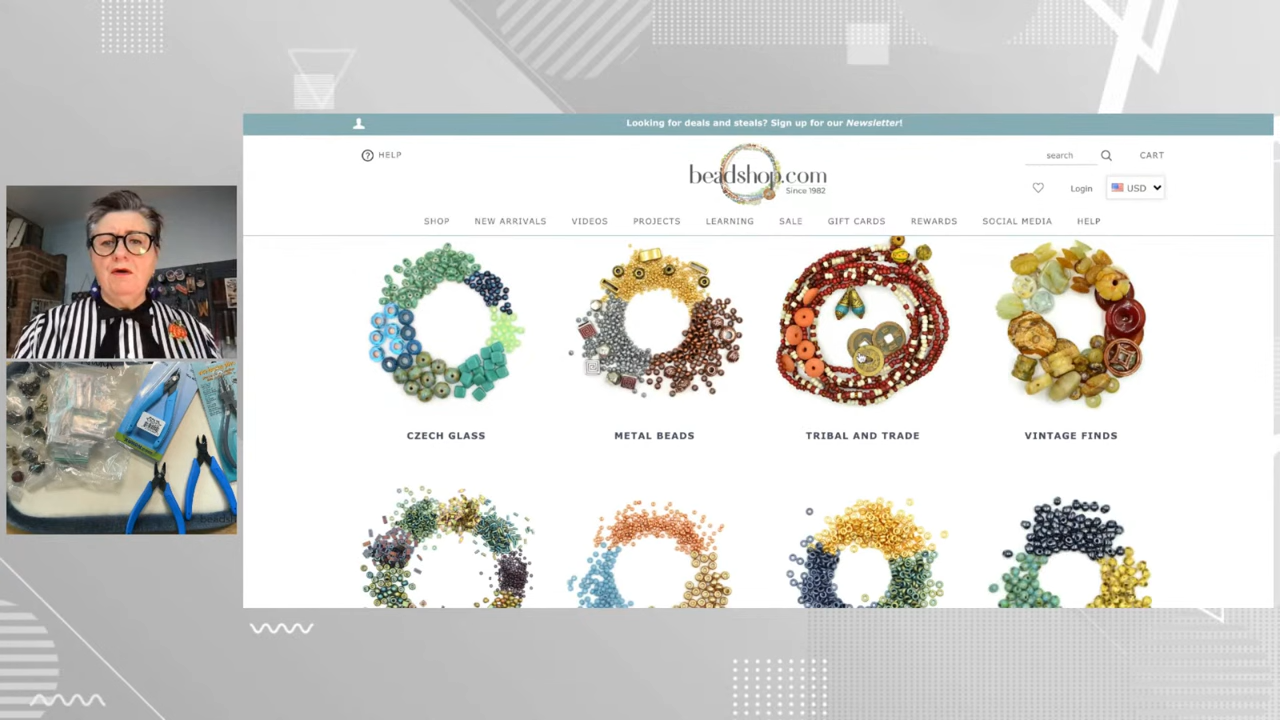 Looking for deals and steals? Sign up for our Newsletter!
HELP
beadshop.com
Since 1982
search
CART
Login
USD
SHOP NEW ARRIVALS VIDEOS PROJECTS LEARNING SALE GIFT CARDS REWARDS SOCIAL MEDIA HELP
CZECH GLASS METAL BEADS TRIBAL AND TRADE VINTAGE FINDS